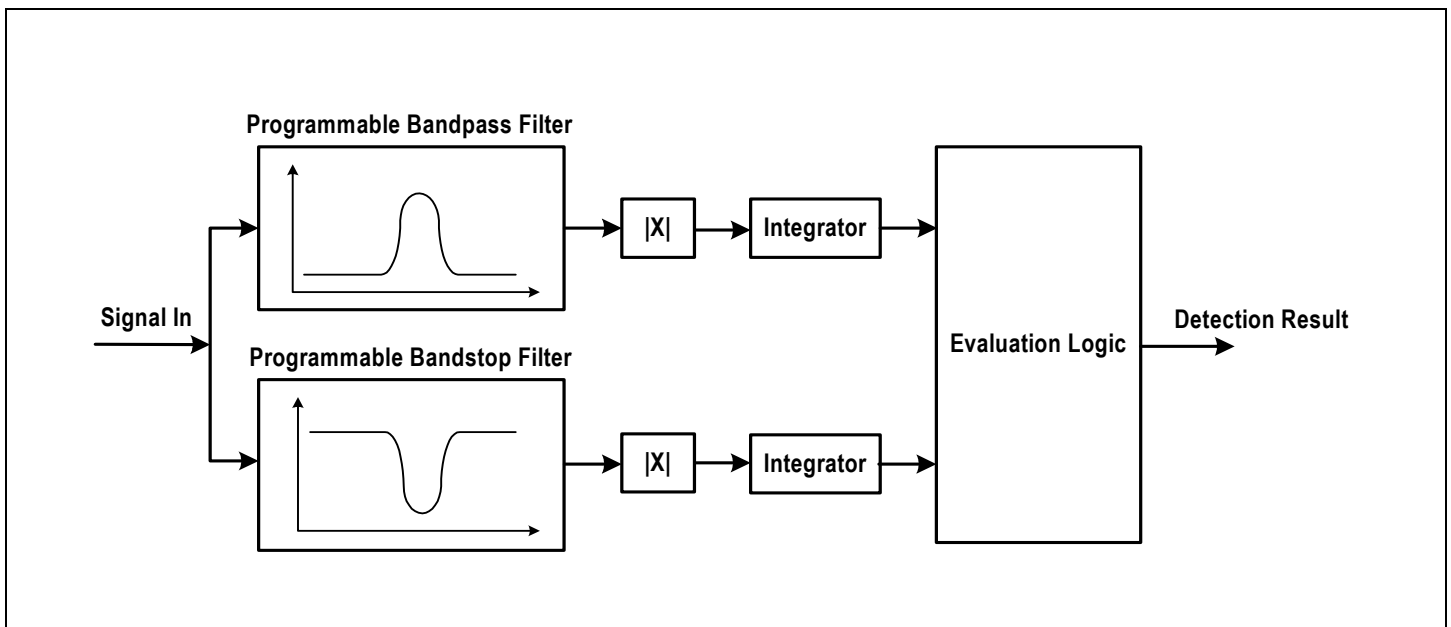 Programmable Bandpass Filter
|X|
Integrator
Signal In
Evaluation Logic
Detection Result
Programmable Bandstop Filter
|X|
Integrator